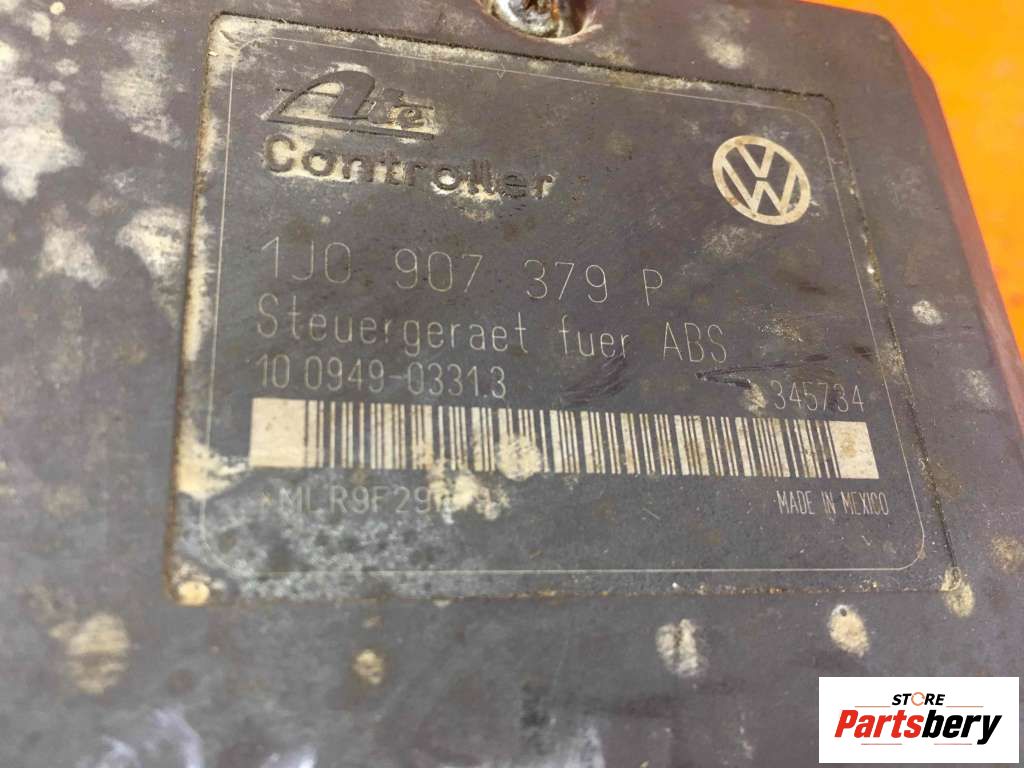 Ate
Controller
1J0 907 379 P
Steuergeraet fuer ABS
10.0949-0331.3
345734
MADE IN MEXICO
STORE
Partsbery